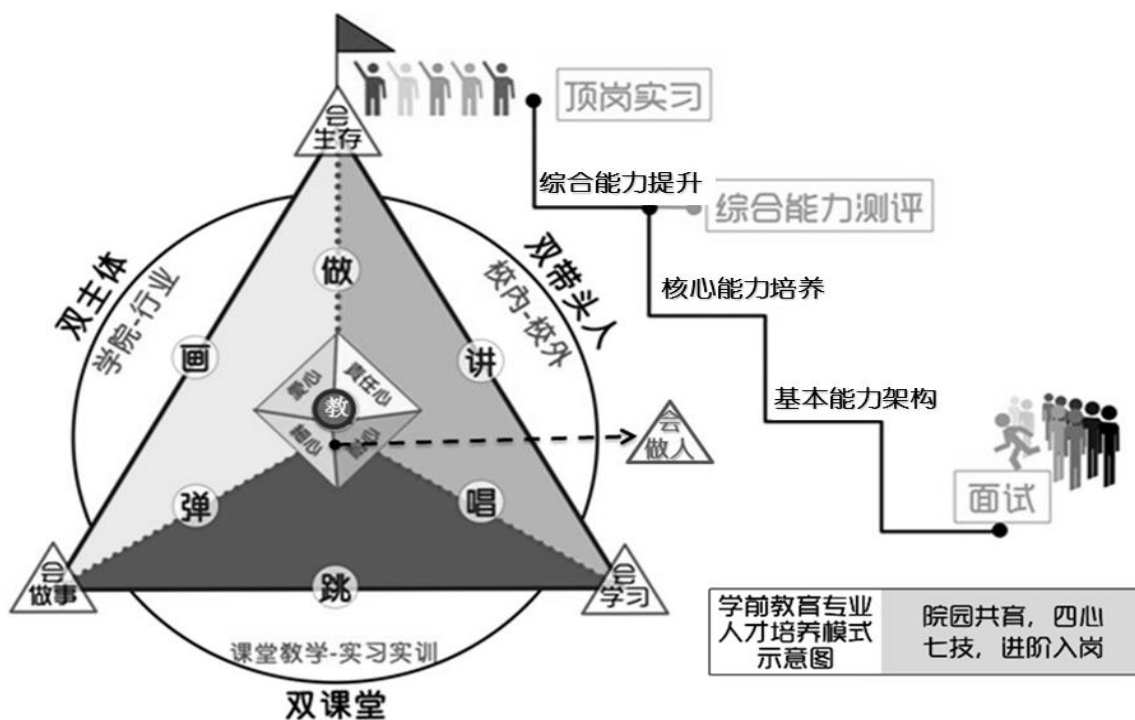 会
生存
顶岗实习
综合能力提升
综合能力测评
双主体
学院-行业
双带头人
校内-校外
做
核心能力培养
画
讲
愛心
責任心
教
細心
基本能力架构
会
做人
弹
唱
面试
会
做事
跳
会
学习
课堂教学-实习实训
双课堂
学前教育专业
人才培养模式
示意图
院园共育，四心
七技，进阶入岗